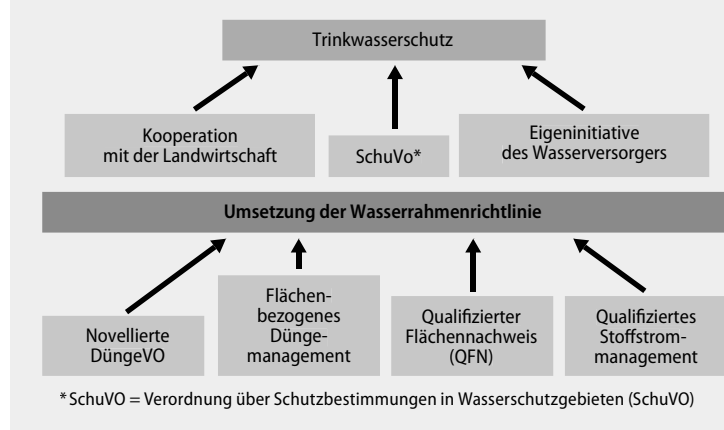 Trinkwasserschutz
Kooperation
mit der Landwirtschaft
SchuVo*
Eigeninitiative
des Wasserversorgers
Umsetzung der Wasserrahmenrichtlinie
Novellierte
DüngeVO
Flächen-
bezogenes
Dünge-
management
Qualifizierter
Flächennachweis
(QFN)
Qualifiziertes
Stoffstrom-
management
* SchuVO = Verordnung über Schutzbestimmungen in Wasserschutzgebieten (SchuVO)